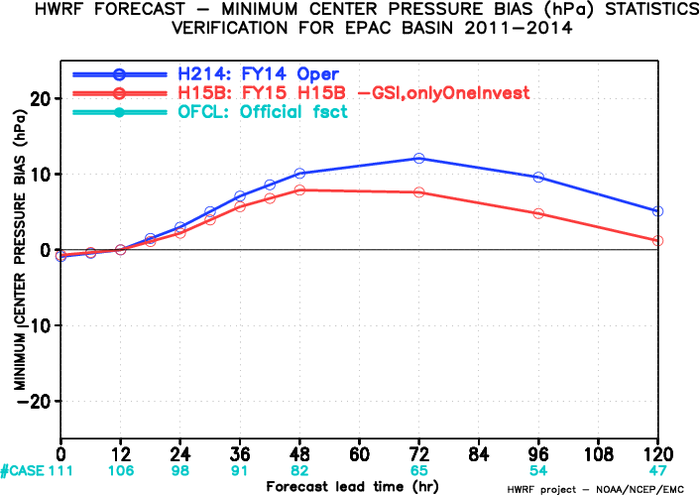 HWRF FORECAST – MINIMUM CENTER PRESSURE BIAS (hPa) STATISTICS
VERIFICATION FOR EPAC BASIN 2011–2014
H214: FY14 Oper
H15B: FY15 H15B –GSI,onlyOneInvest
OFCL: Official fsct
MINIMUM CENTER PRESSURE BIAS (hPa)
20
10
0
–10
–20
0 12 24 36 48 60 72 84 96 108 120
#CASE 111 106 98 91 82 65 54 47
Forecast lead time (hr)
HWRF project – NOAA/NCEP/EMC